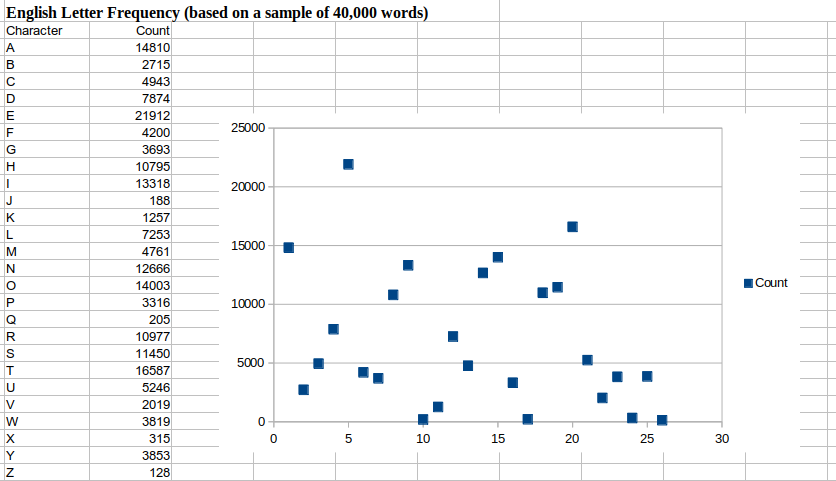 English Letter Frequency (based on a sample of 40,000 words)
Character Count
A 14810
B 2715
C 4943
D 7874
E 21912
F 4200
G 3693
H 10795
I 13318
J 188
K 1257
L 7253
M 4761
N 12666
O 14003
P 3316
Q 205
R 10977
S 11450
T 16587
U 5246
V 2019
W 3819
X 315
Y 3853
Z 128
25000
20000
15000
10000
5000
0
0 5 10 15 20 25 30
Count